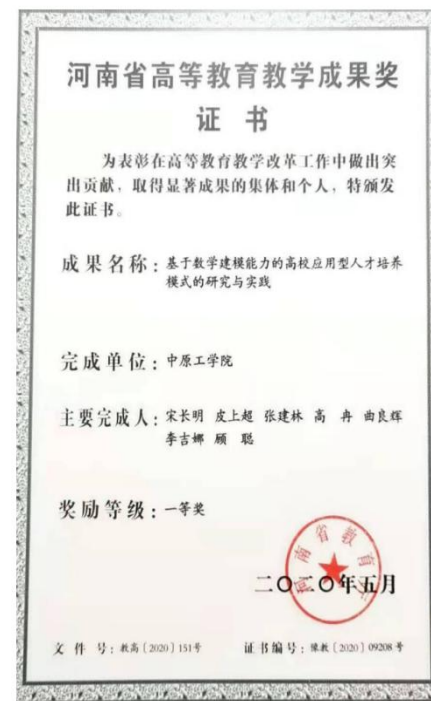 河南省高等教育教学成果奖
证 书
为表彰在高等教育教学改革工作中做出突
出贡献，取得显著成果的集体和个人，特颁发
此证书。
成果名称：基于数学建模能力的高校应用型人才培养
模式的研究与实践
完成单位：中原工学院
主要完成人：宋长明 皮上超 张建林 高 冉 曲良辉
李吉娜 顾 聪
奖励等级：一等奖
河南省教育厅
二〇二〇年五月
文 件 号：教高〔2020〕151号 证书编号：豫教〔2020〕09208号